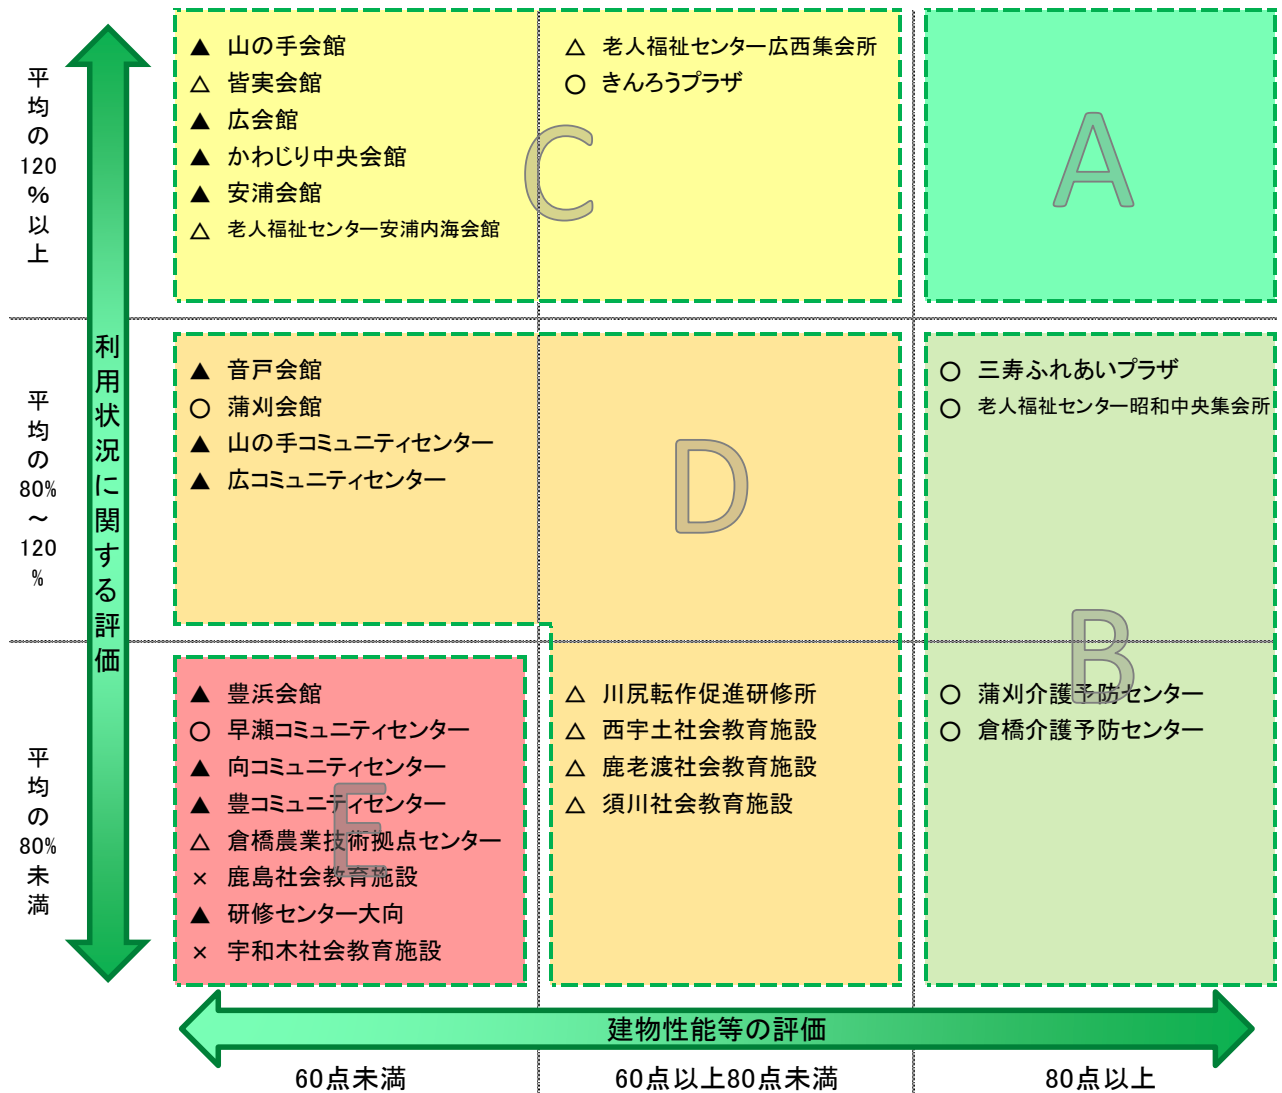 平均の120%以上
▲ 山の手会館
△ 皆実会館
▲ 広会館
▲ かわじり中央会館
▲ 安浦会館
△ 老人福祉センター安浦内海会館
△ 老人福祉センター広西集会所
○ きんろうプラザ
C
A
利用状況に関する評価
平均の80%～120%
▲ 音戸会館
○ 蒲刈会館
▲ 山の手コミュニティセンター
▲ 広コミュニティセンター
D
○ 三寿ふれあいプラザ
○ 老人福祉センター昭和中央集会所
B
平均の80%未満
▲ 豊浜会館
○ 早瀬コミュニティセンター
▲ 向コミュニティセンター
▲ 豊コミュニティセンター
△ 倉橋農業技術拠点センター
× 鹿島社会教育施設
▲ 研修センター大向
× 宇和木社会教育施設
E
△ 川尻転作促進研修所
△ 西宇土社会教育施設
△ 鹿老渡社会教育施設
△ 須川社会教育施設
○ 蒲刈介護予防センター
○ 倉橋介護予防センター
建物性能等の評価
60点未満
60点以上80点未満
80点以上